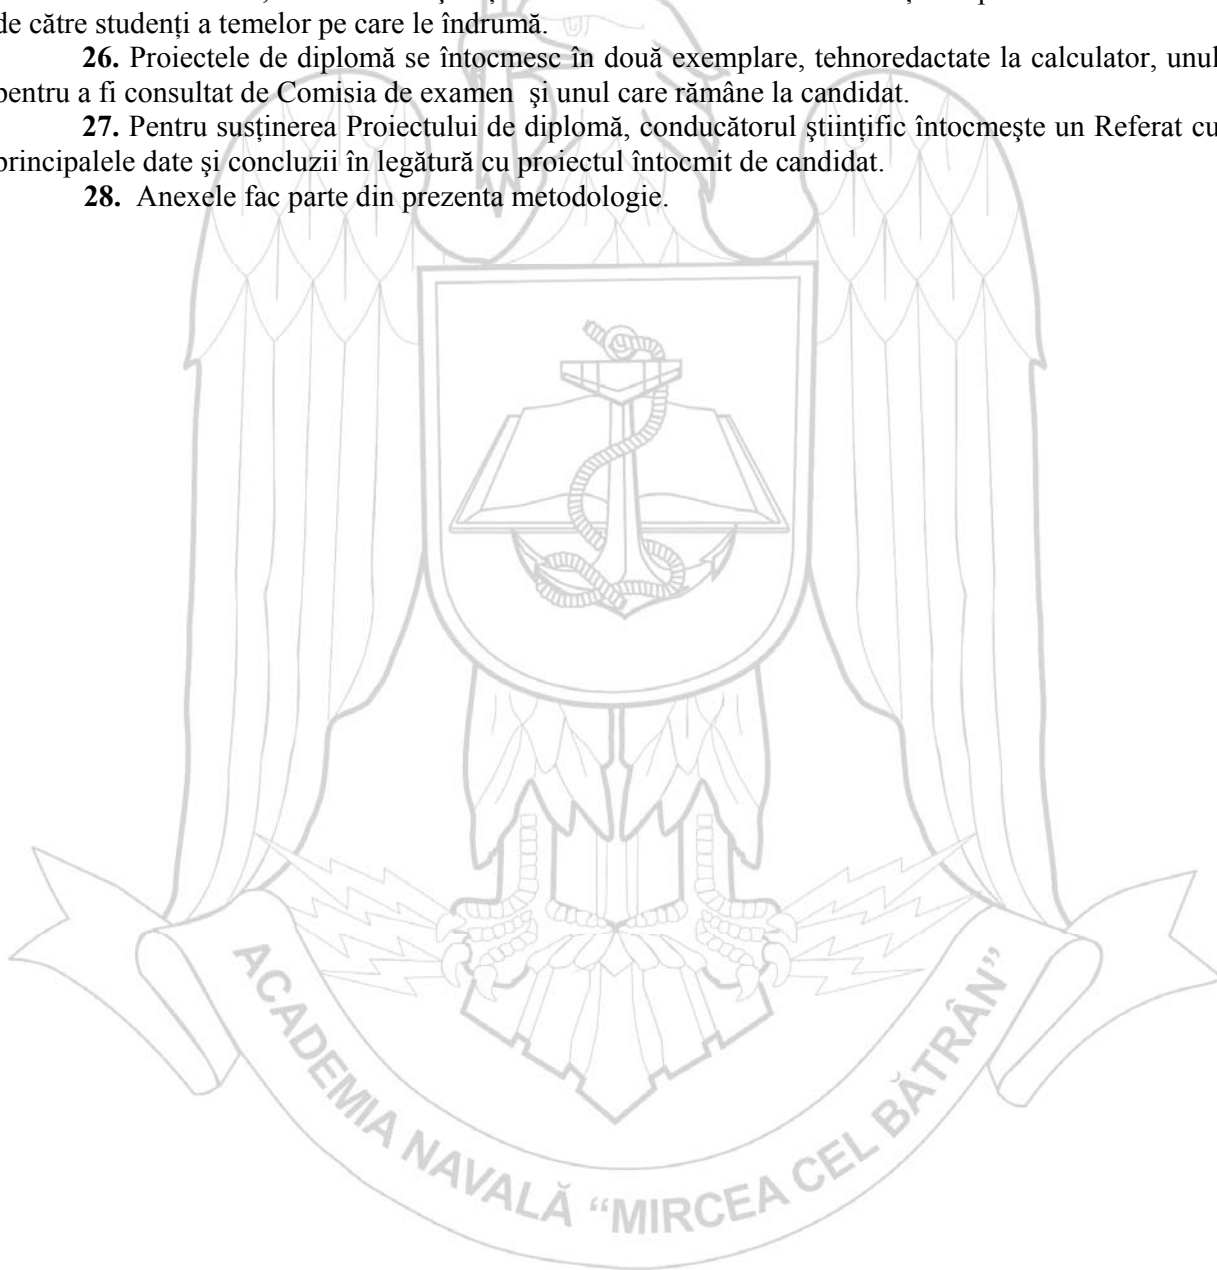 de către studenți a temelor pe care le îndrumă.
26. Proiectele de diplomă se întocmesc în două exemplare, tehnoredactate la calculator, unul
pentru a fi consultat de Comisia de examen şi unul care rămâne la candidat.
27. Pentru susținerea Proiectului de diplomă, conducătorul ştiințific întocmeşte un Referat cu
principalele date şi concluzii în legătură cu proiectul întocmit de candidat.
28. Anexele fac parte din prezenta metodologie.
ACADEMIA NAVALĂ “MIRCEA CEL BĂTRÂN”